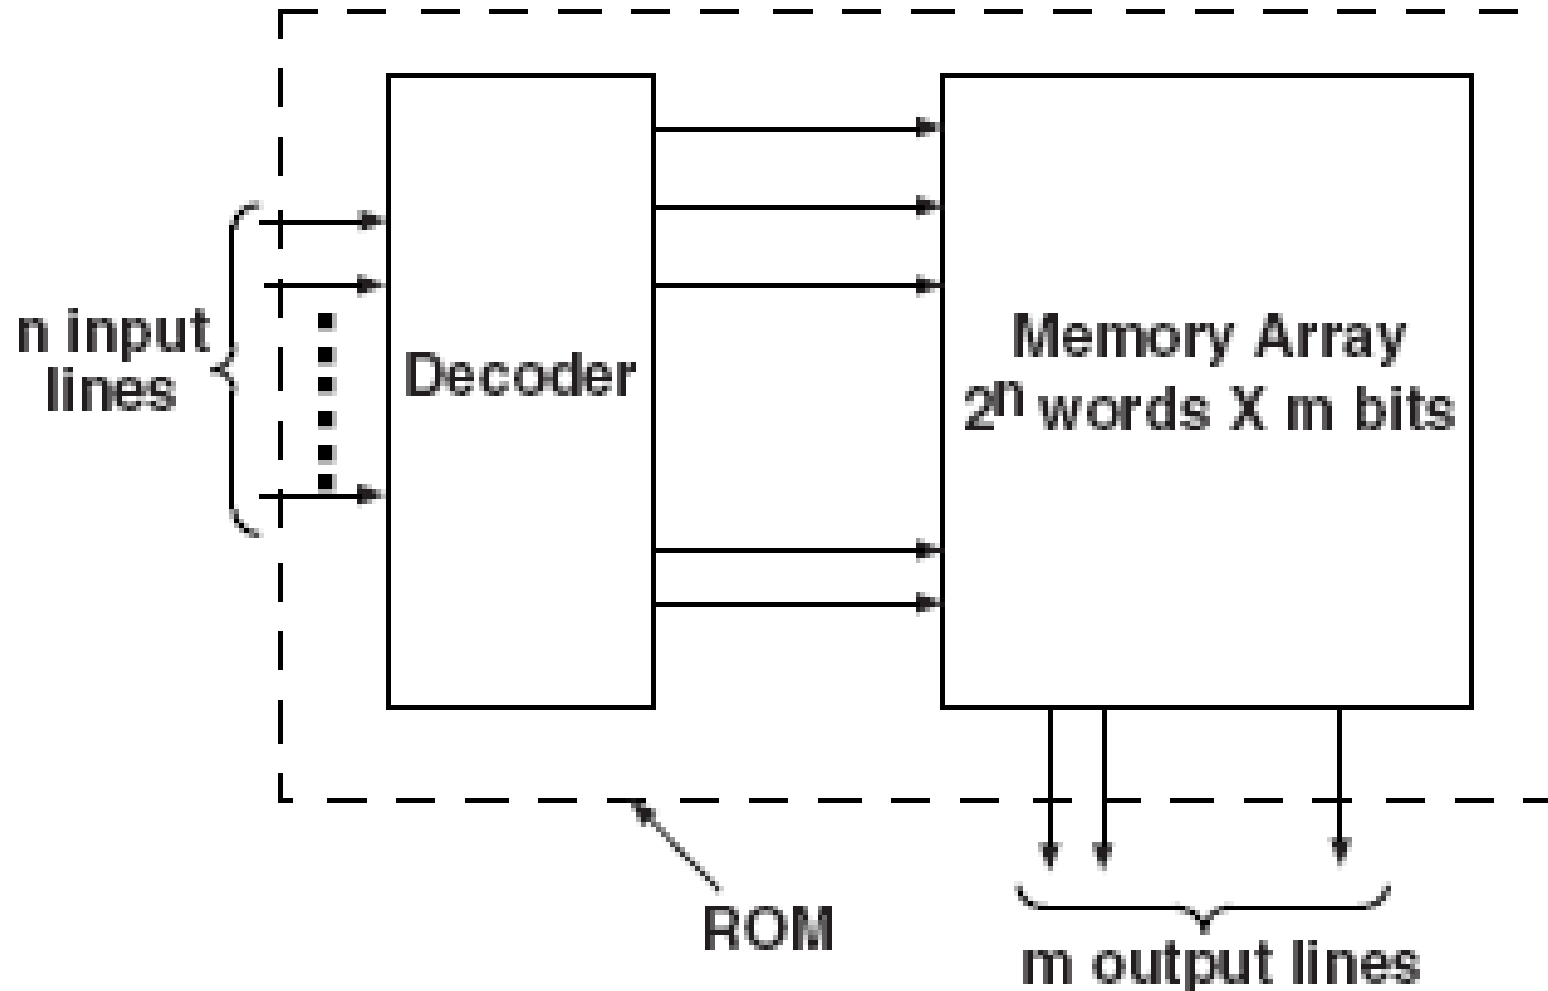 n input
lines
Decoder
Memory Array
2ⁿ words X m bits
ROM
m output lines